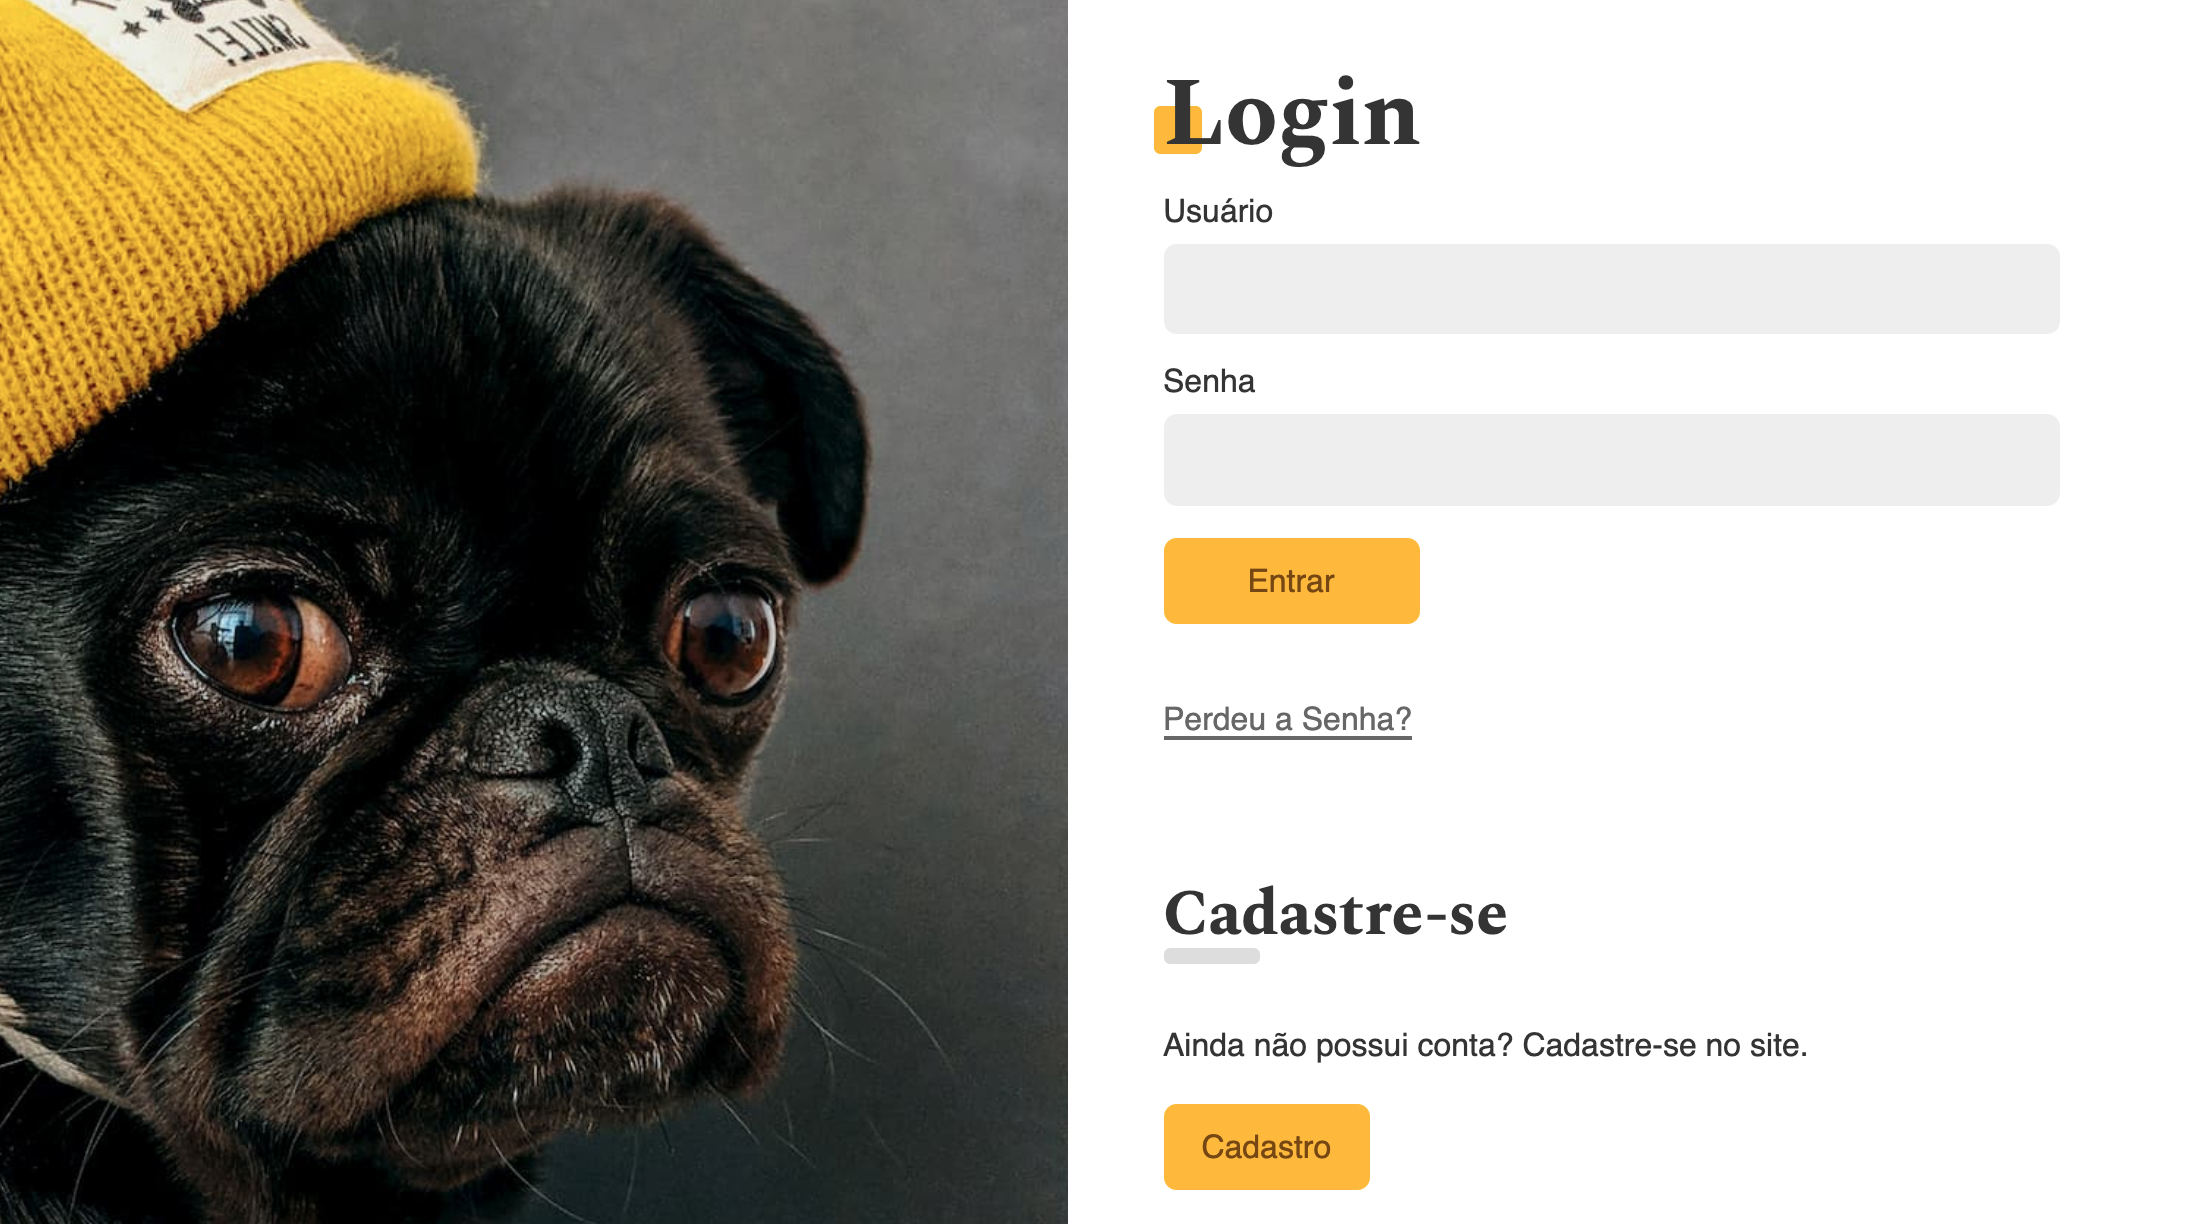 SMILE!
Login
Usuário
Senha
Entrar
Perdeu a Senha?
Cadastre-se
Ainda não possui conta? Cadastre-se no site.
Cadastro